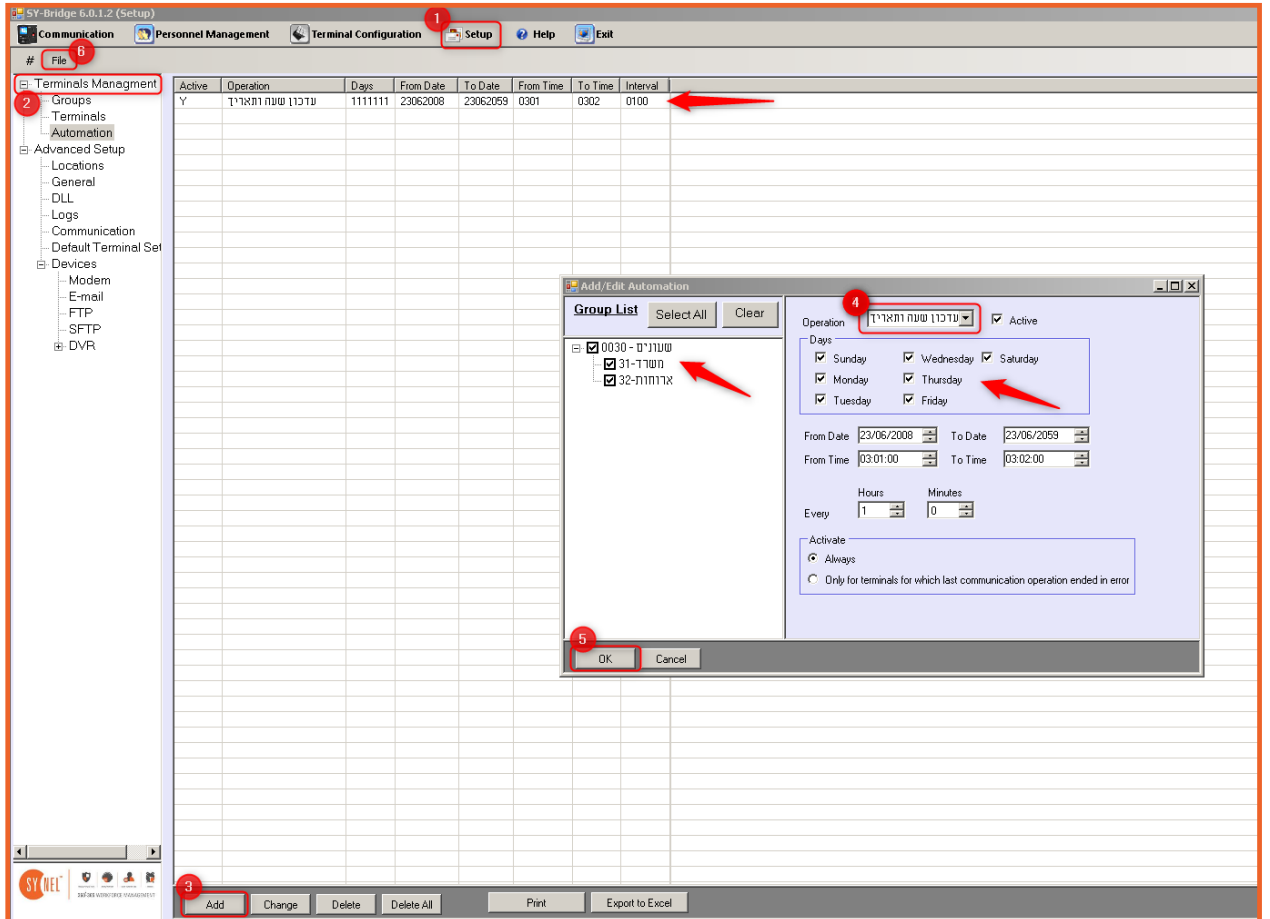 SY-Bridge 6.0.1.2 (Setup)
Communication Personnel Management Terminal Configuration 1 Setup Help Exit
# File 6
Terminals Managment
2
Groups
Terminals
Automation
Advanced Setup
Locations
General
DLL
Logs
Communication
Default Terminal Set
Devices
Modem
E-mail
FTP
SFTP
DVR
Active Operation Days From Date To Date From Time To Time Interval
Y עדכון שעה ותאריך 1111111 23062008 23062059 0301 0302 0100
Add/Edit Automation
Group List Select All Clear
שעונים - 0030
משרד-31
ארוחות-32
4
Operation עדכון שעה ותאריך Active
Days
Sunday Wednesday Saturday
Monday Thursday
Tuesday Friday
From Date 23/06/2008 To Date 23/06/2059
From Time 03:01:00 To Time 03:02:00
Hours Minutes
Every 1 0
Activate
Always
Only for terminals for which last communication operation ended in error
5
OK Cancel
SYNEL
WORKFORCE MANAGEMENT
3
Add Change Delete Delete All Print Export to Excel